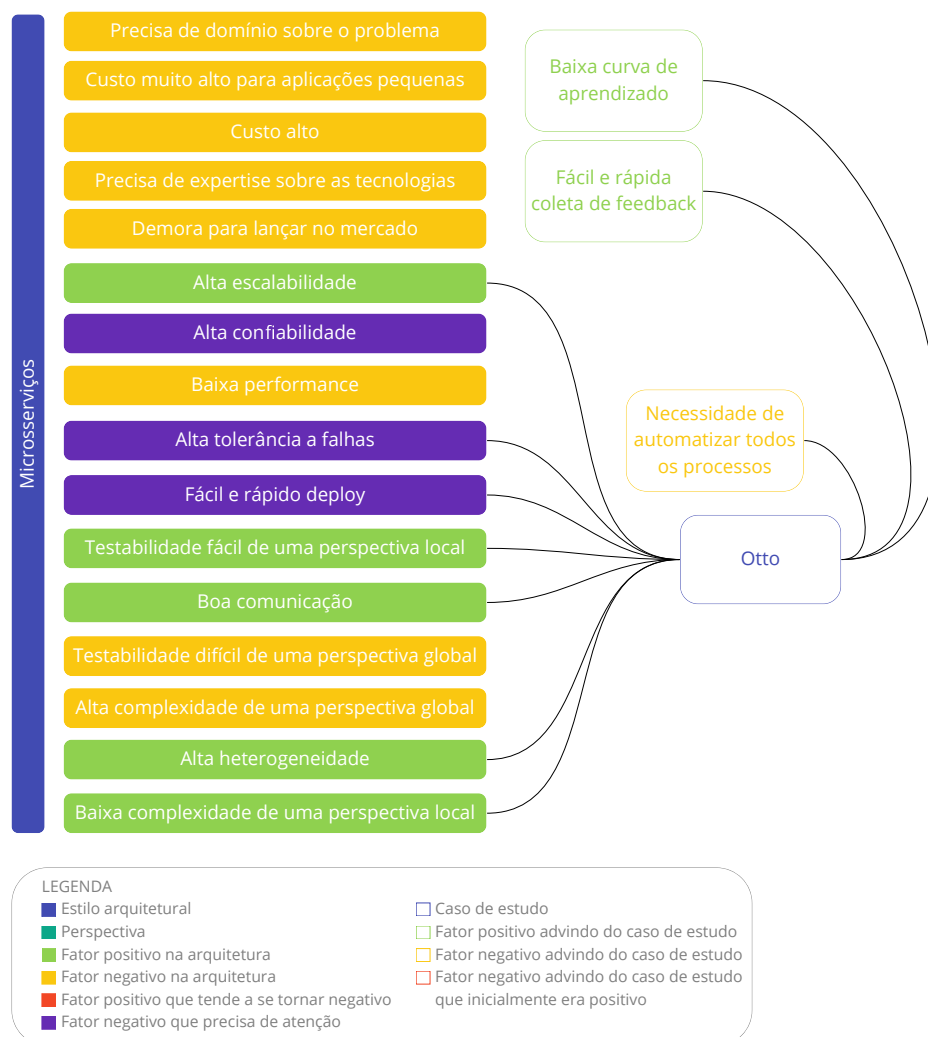 Microsserviços
Precisa de domínio sobre o problema
Custo muito alto para aplicações pequenas
Custo alto
Precisa de expertise sobre as tecnologias
Demora para lançar no mercado
Alta escalabilidade
Alta confiabilidade
Baixa performance
Alta tolerância a falhas
Fácil e rápido deploy
Testabilidade fácil de uma perspectiva local
Boa comunicação
Testabilidade difícil de uma perspectiva global
Alta complexidade de uma perspectiva global
Alta heterogeneidade
Baixa complexidade de uma perspectiva local
Baixa curva de
aprendizado
Fácil e rápida
coleta de feedback
Necessidade de
automatizar todos
os processos
Otto
LEGENDA
Estilo arquitetural
Perspectiva
Fator positivo na arquitetura
Fator negativo na arquitetura
Fator positivo que tende a se tornar negativo
Fator negativo que precisa de atenção
Caso de estudo
Fator positivo advindo do caso de estudo
Fator negativo advindo do caso de estudo
Fator negativo advindo do caso de estudo
que inicialmente era positivo